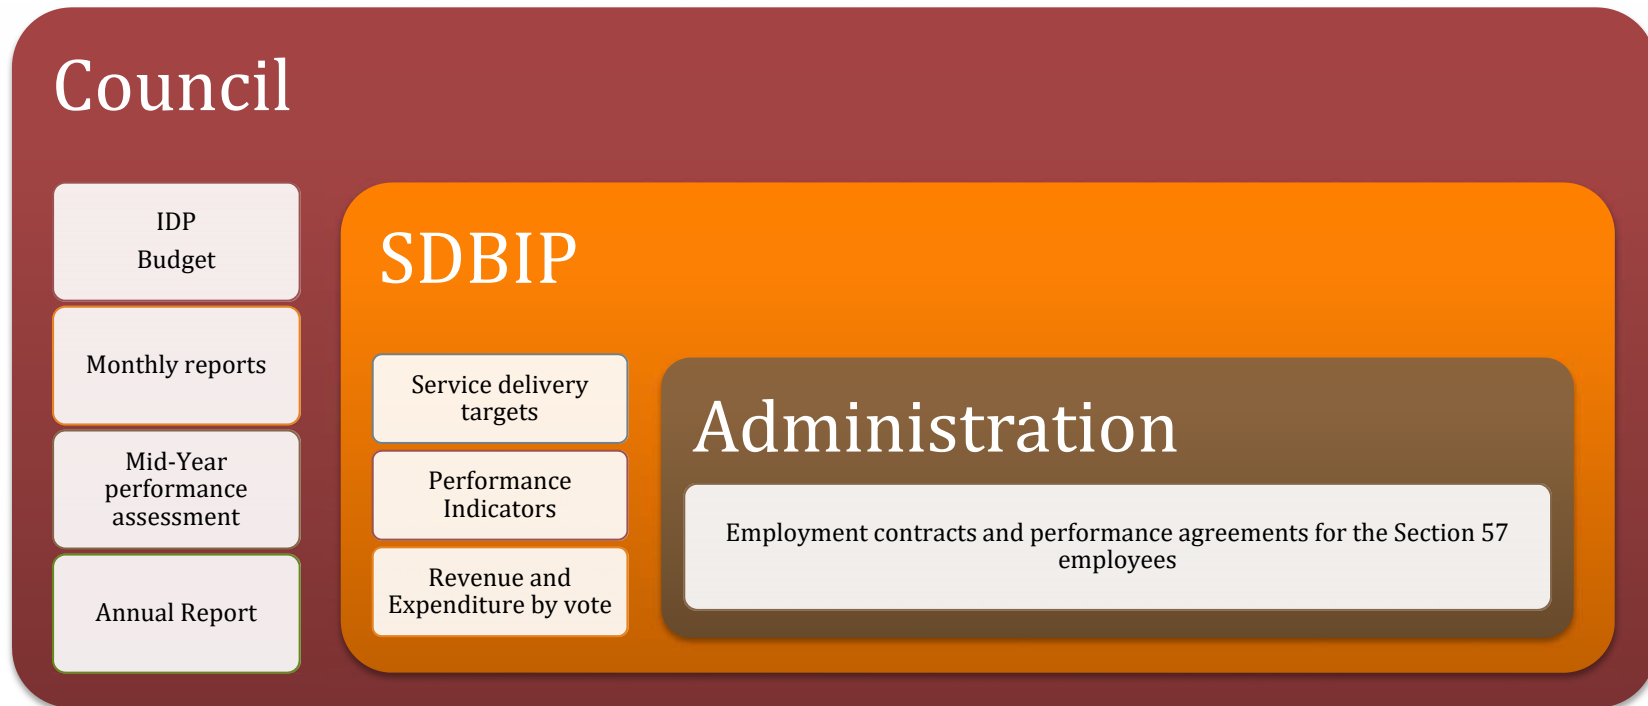 Council
IDP
Budget
Monthly reports
Mid-Year
performance
assessment
Annual Report
SDBIP
Service delivery
targets
Performance
Indicators
Revenue and
Expenditure by vote
Administration
Employment contracts and performance agreements for the Section 57
employees